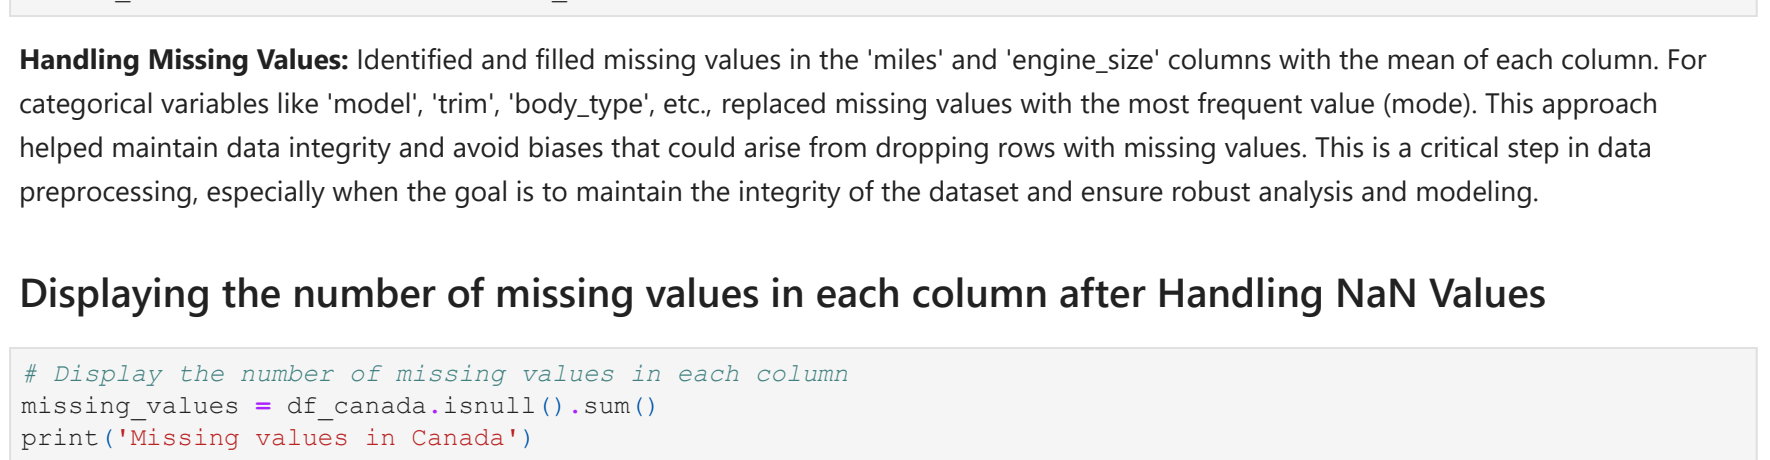 Handling Missing Values: Identified and filled missing values in the 'miles' and 'engine_size' columns with the mean of each column. For
categorical variables like 'model', 'trim', 'body_type', etc., replaced missing values with the most frequent value (mode). This approach
helped maintain data integrity and avoid biases that could arise from dropping rows with missing values. This is a critical step in data
preprocessing, especially when the goal is to maintain the integrity of the dataset and ensure robust analysis and modeling.
Displaying the number of missing values in each column after Handling NaN Values
# Display the number of missing values in each column
missing_values = df_canada.isnull().sum()
print('Missing values in Canada')